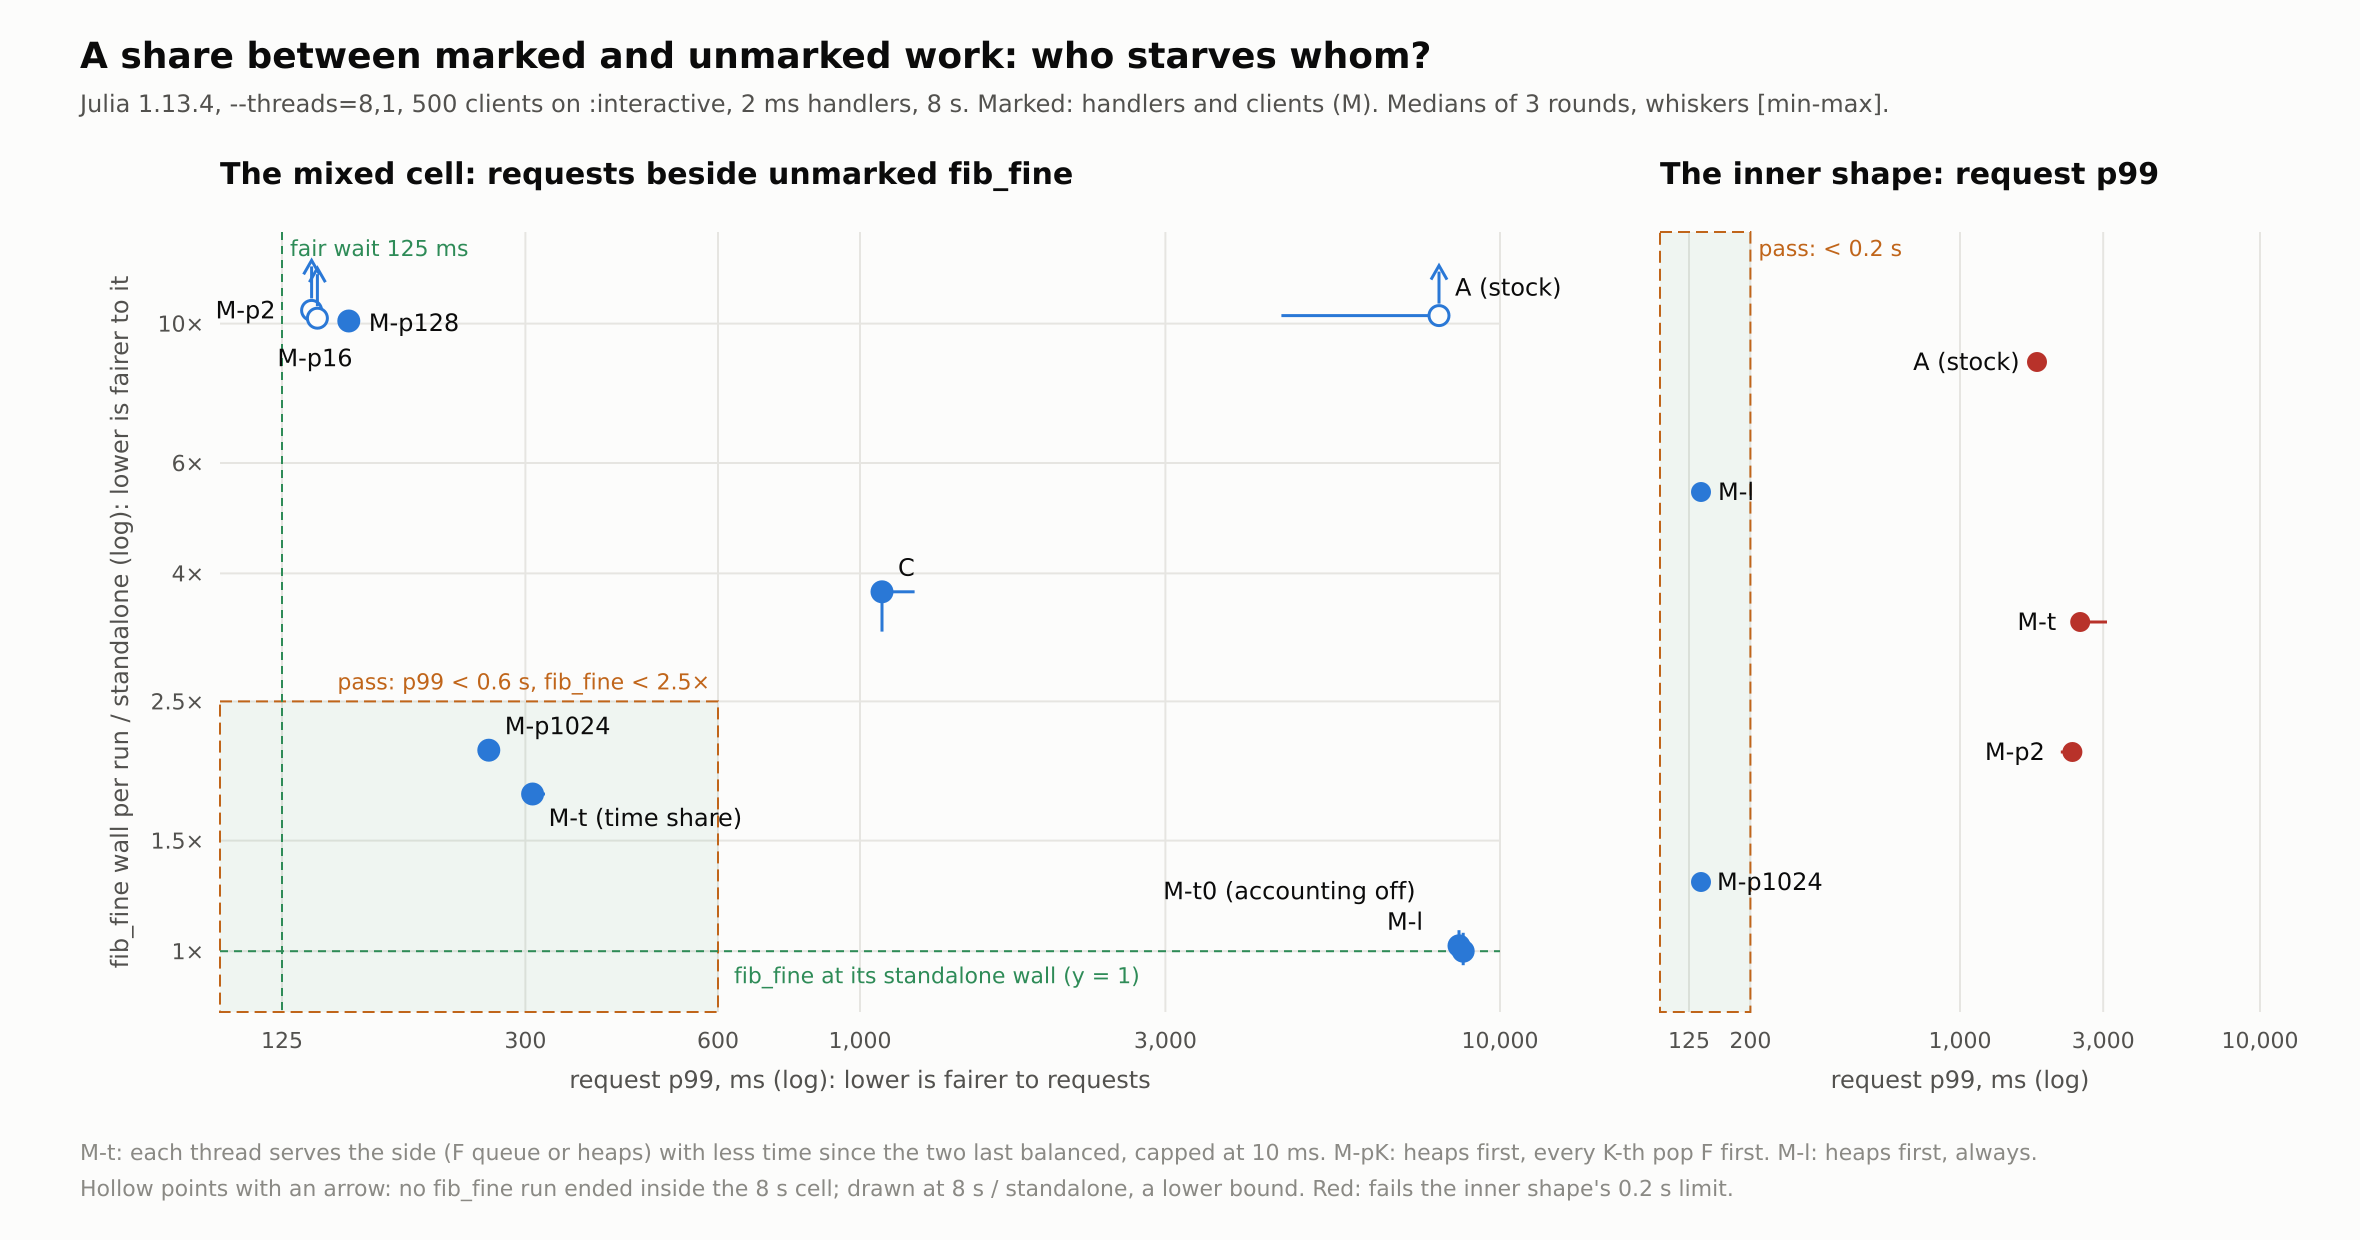 A share between marked and unmarked work: who starves whom?
Julia 1.13.4, --threads=8,1, 500 clients on :interactive, 2 ms handlers, 8 s. Marked: handlers and clients (M). Medians of 3 rounds, whiskers [min-max].
The mixed cell: requests beside unmarked fib_fine
fib_fine wall per run / standalone (log): lower is fairer to it
fair wait 125 ms
M-p2
M-p16
M-p128
A (stock)
C
pass: p99 < 0.6 s, fib_fine < 2.5×
M-p1024
M-t (time share)
M-t0 (accounting off)
M-l
fib_fine at its standalone wall (y = 1)
10×
6×
4×
2.5×
1.5×
1×
125
300
600
1,000
3,000
10,000
request p99, ms (log): lower is fairer to requests
The inner shape: request p99
pass: < 0.2 s
A (stock)
M-l
M-t
M-p2
M-p1024
125
200
1,000
3,000
10,000
request p99, ms (log)
M-t: each thread serves the side (F queue or heaps) with less time since the two last balanced, capped at 10 ms. M-pK: heaps first, every K-th pop F first. M-l: heaps first, always.
Hollow points with an arrow: no fib_fine run ended inside the 8 s cell; drawn at 8 s / standalone, a lower bound. Red: fails the inner shape's 0.2 s limit.